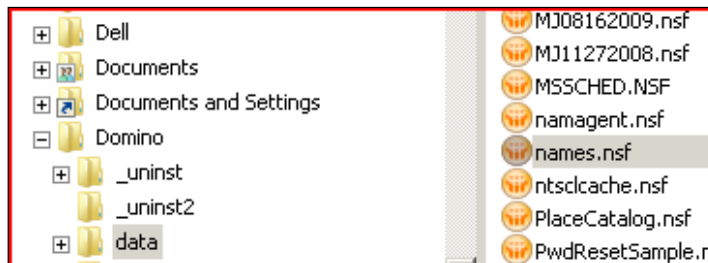 Dell
Documents
Documents and Settings
Domino
_uninst
_uninst2
data
MJ08162009.nsf
MJ11272008.nsf
MSSCHED.NSF
namagent.nsf
names.nsf
ntsclcache.nsf
PlaceCatalog.nsf
PwdResetSample.n